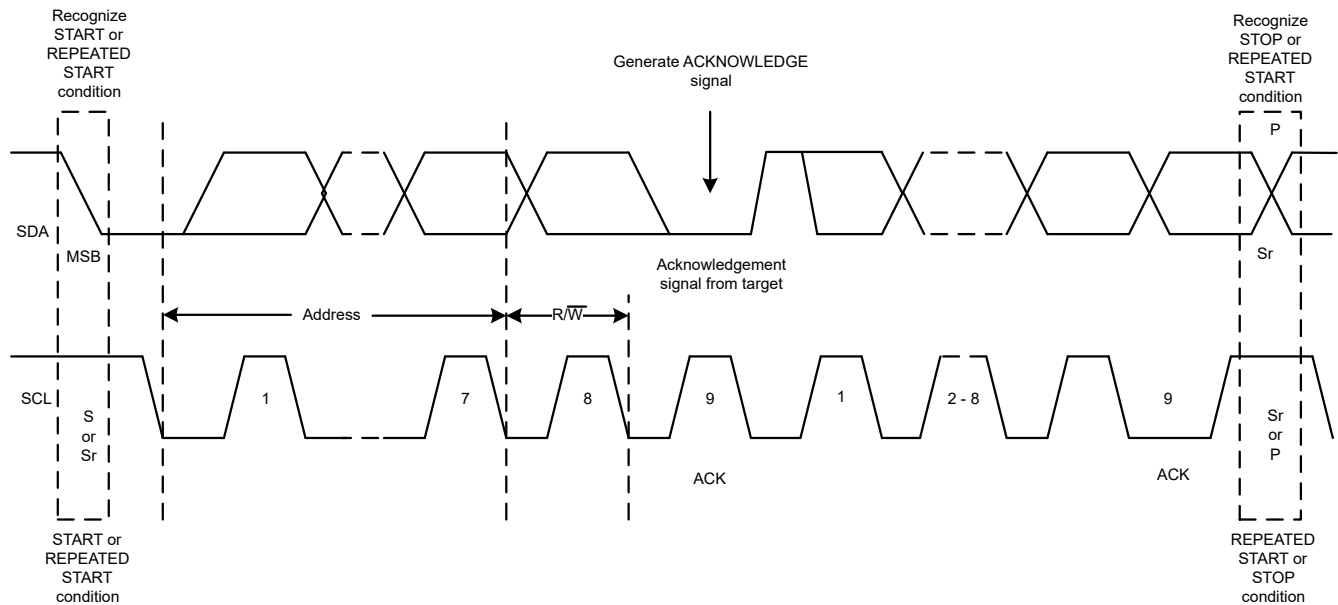 Recognize
START or
REPEATED
START
condition
Generate ACKNOWLEDGE
signal
Recognize
STOP or
REPEATED
START
condition
P
SDA
MSB
Acknowledgement
signal from target
Sr
Address
R/W̅
SCL
S
or
Sr
1
7
8
9
1
2 - 8
9
Sr
or
P
ACK
ACK
START or
REPEATED
START
condition
REPEATED
START or
STOP
condition